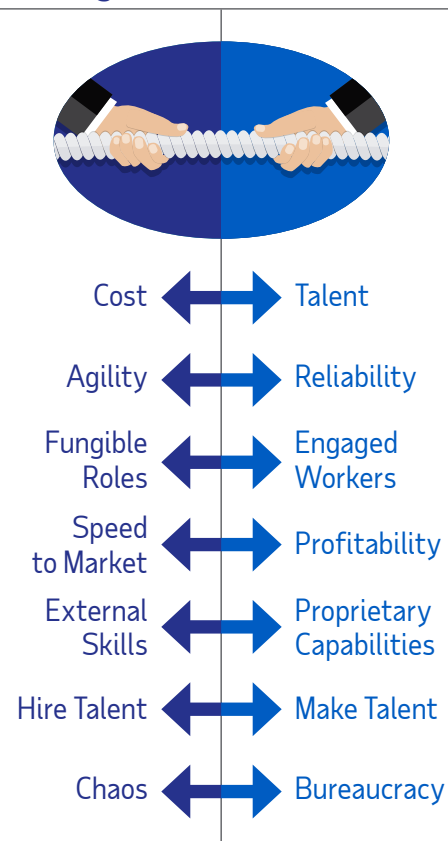 Cost
Talent
Agility
Reliability
Fungible
Roles
Engaged
Workers
Speed
to Market
Profitability
External
Skills
Proprietary
Capabilities
Hire Talent
Make Talent
Chaos
Bureaucracy